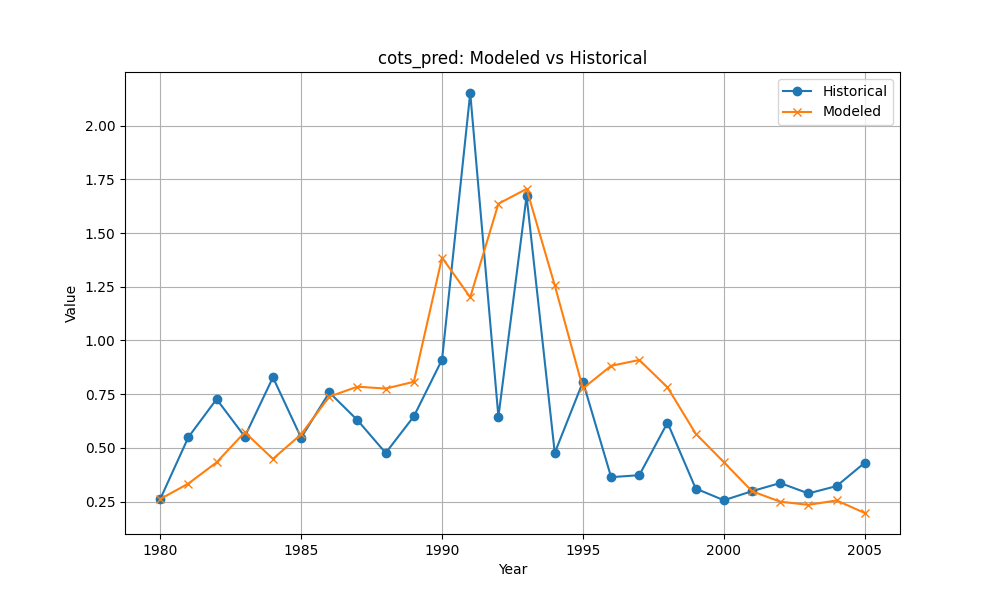 cots_pred: Modeled vs Historical
Historical
Modeled
Value
2.00
1.75
1.50
1.25
1.00
0.75
0.50
0.25
1980 1985 1990 1995 2000 2005
Year